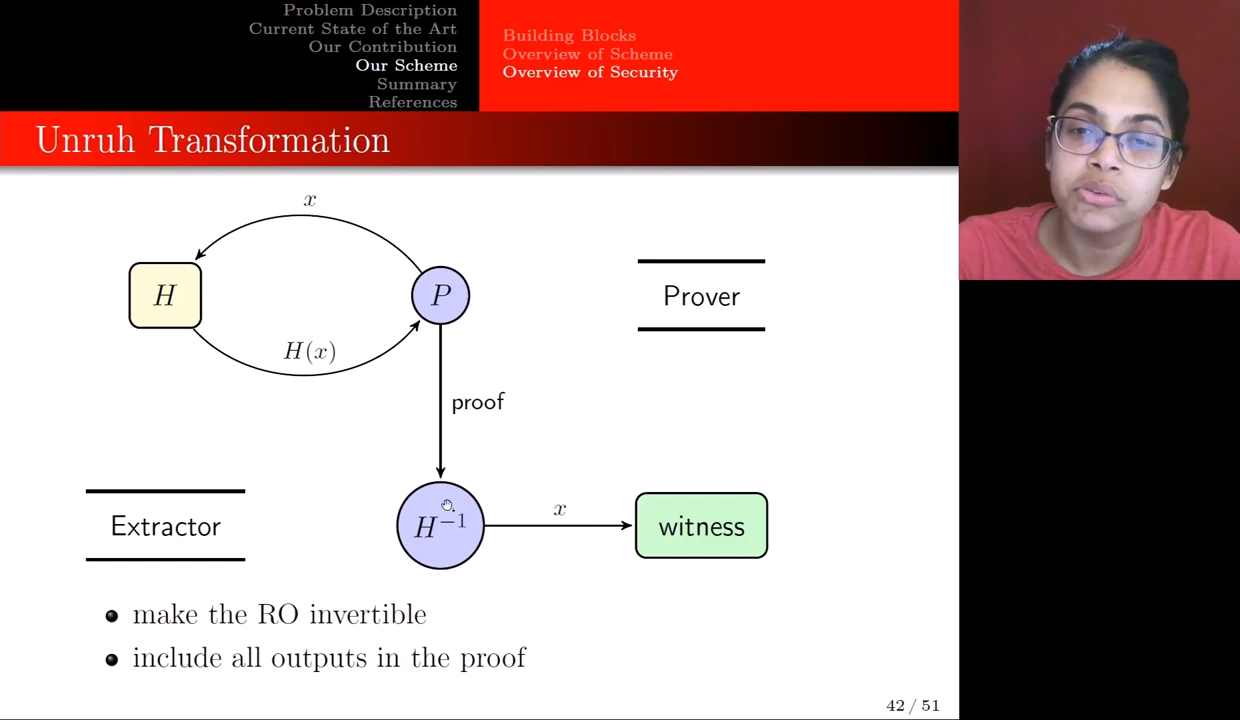 Problem Description
Current State of the Art
Our Contribution
Our Scheme
Summary
References
Building Blocks
Overview of Scheme
Overview of Security
Unruh Transformation
x
H
P
Prover
H(x)
proof
Extractor
H⁻¹
x
witness
make the RO invertible
include all outputs in the proof
42 / 51